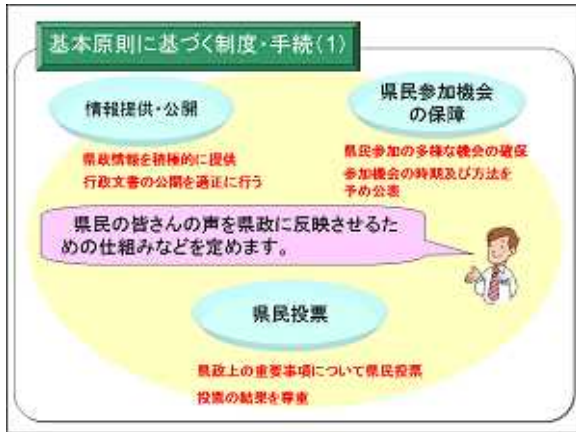 基本原則に基づく制度・手続(1)
情報提供・公開
県政情報を積極的に提供
行政文書の公開を適正に行う
県民参加機会
の保障
県民参加の多様な機会の確保
参加機会の時期及び方法を
予め公表
県民の皆さんの声を県政に反映させるた
めの仕組みなどを定めます。
県民投票
県政上の重要事項について県民投票
投票の結果を尊重